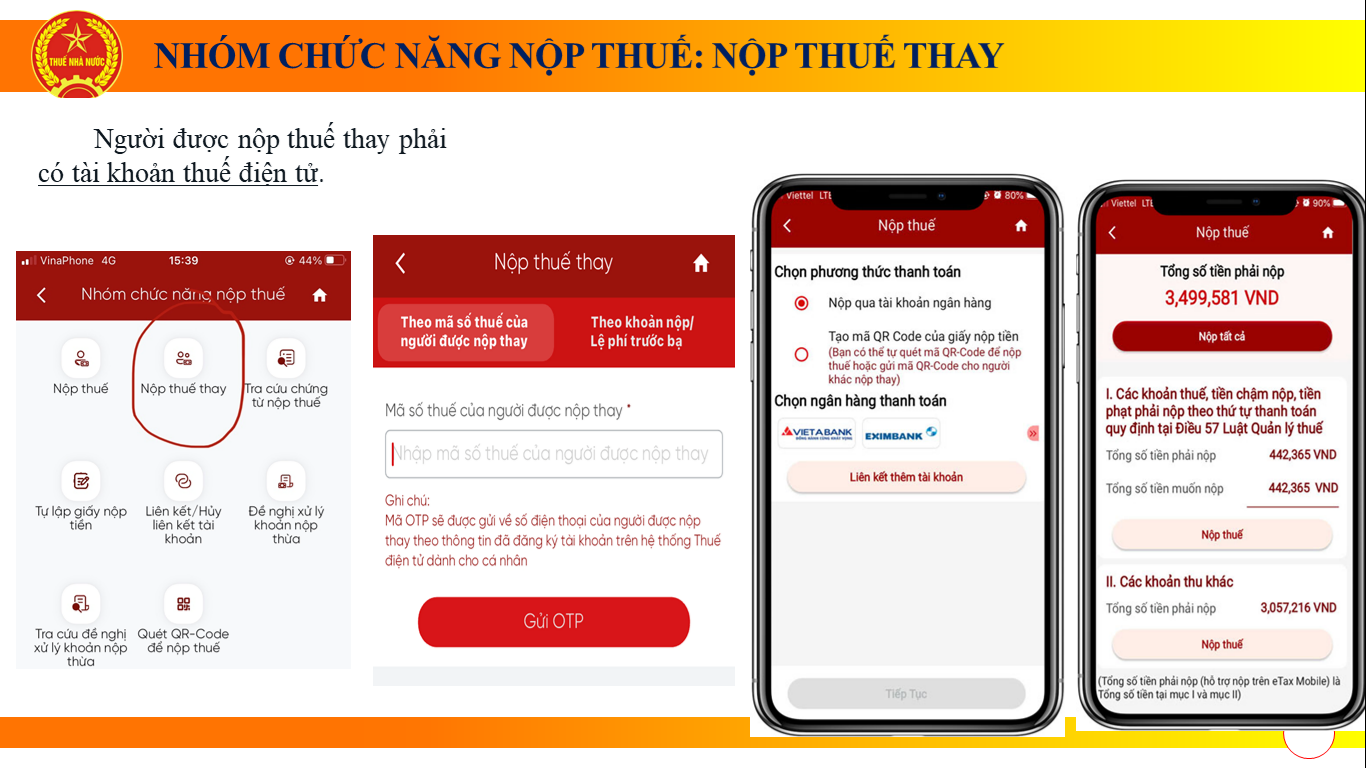 THUẾ NHÀ NƯỚC
NHÓM CHỨC NĂNG NỘP THUẾ: NỘP THUẾ THAY
Người được nộp thuế thay phải
có tài khoản thuế điện tử.
VinaPhone 4G 15:39 44%
Nhóm chức năng nộp thuế
Nộp thuế
Nộp thuế thay
Tra cứu chứng
từ nộp thuế
Tự lập giấy nộp
tiền
Liên kết/Hủy
liên kết tài
khoản
Đề nghị xử lý
khoản nộp
thừa
Tra cứu đề nghị
xử lý khoản nộp
thừa
Quét QR-Code
để nộp thuế
Nộp thuế thay
Theo mã số thuế của
người được nộp thay
Theo khoản nộp/
Lệ phí trước bạ
Mã số thuế của người được nộp thay *
Nhập mã số thuế của người được nộp thay
Ghi chú:
Mã OTP sẽ được gửi về số điện thoại của người được nộp
thay theo thông tin đã đăng ký tài khoản trên hệ thống Thuế
điện tử dành cho cá nhân
Gửi OTP
Viettel LTE 80%
Nộp thuế
Chọn phương thức thanh toán
Nộp qua tài khoản ngân hàng
Tạo mã QR Code của giấy nộp tiền
(Bạn có thể tự quét mã QR-Code để nộp
thuế hoặc gửi mã QR-Code cho người
khác nộp thay)
Chọn ngân hàng thanh toán
VIETABANK
EXIMBANK
Liên kết thêm tài khoản
Tiếp Tục
Viettel LTE 90%
Nộp thuế
Tổng số tiền phải nộp
3,499,581 VND
Nộp tất cả
I. Các khoản thuế, tiền chậm nộp, tiền
phạt phải nộp theo thứ tự thanh toán
quy định tại Điều 57 Luật Quản lý thuế
Tổng số tiền phải nộp 442,365 VND
Tổng số tiền muốn nộp 442,365 VND
Nộp thuế
II. Các khoản thu khác
Tổng số tiền phải nộp 3,057,216 VND
Nộp thuế
(Tổng số tiền phải nộp (hỗ trợ nộp trên eTax Mobile) là
Tổng số tiền tại mục I và mục II)